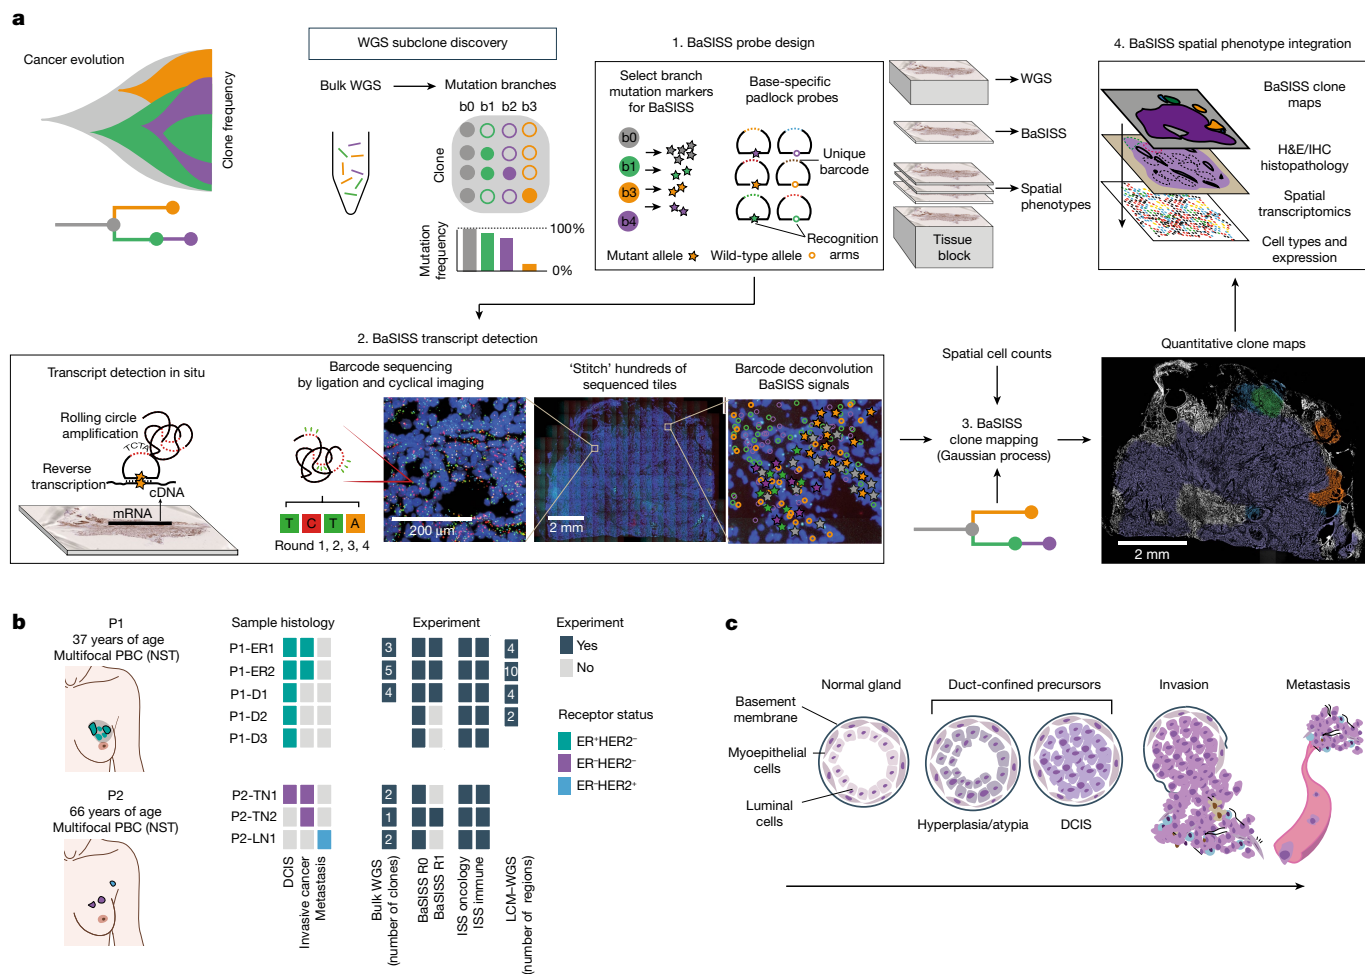 a
Cancer evolution
Clone frequency
WGS subclone discovery
Bulk WGS
Mutation branches
b0 b1 b2 b3
Clone
Mutation
frequency
100%
0%
1. BaSISS probe design
Select branch
mutation markers
for BaSISS
b0
b1
b3
b4
Base-specific
padlock probes
Unique
barcode
Recognition
arms
Mutant allele
Wild-type allele
WGS
BaSISS
Spatial
phenotypes
Tissue
block
4. BaSISS spatial phenotype integration
BaSISS clone
maps
H&E/IHC
histopathology
Spatial
transcriptomics
Cell types and
expression
2. BaSISS transcript detection
Transcript detection in situ
Rolling circle
amplification
TCTA
Reverse
transcription
cDNA
mRNA
Barcode sequencing
by ligation and cyclical imaging
T C T A
Round 1, 2, 3, 4
200 μm
'Stitch' hundreds of
sequenced tiles
2 mm
Barcode deconvolution
BaSISS signals
Spatial cell counts
3. BaSISS
clone mapping
(Gaussian process)
Quantitative clone maps
2 mm
b
P1
37 years of age
Multifocal PBC (NST)
P2
66 years of age
Multifocal PBC (NST)
Sample histology
Experiment
P1-ER1 3 4
P1-ER2 5 10
P1-D1 4 4
P1-D2 2
P1-D3
P2-TN1 2
P2-TN2 1
P2-LN1 2
DCIS
Invasive cancer
Metastasis
Bulk WGS
(number of clones)
BaSISS R0
BaSISS R1
ISS oncology
ISS immune
LCM–WGS
(number of regions)
Experiment
Yes
No
Receptor status
ER⁺HER2⁻
ER⁻HER2⁻
ER⁻HER2⁺
c
Normal gland
Duct-confined precursors
Invasion
Metastasis
Basement
membrane
Myoepithelial
cells
Luminal
cells
Hyperplasia/atypia
DCIS